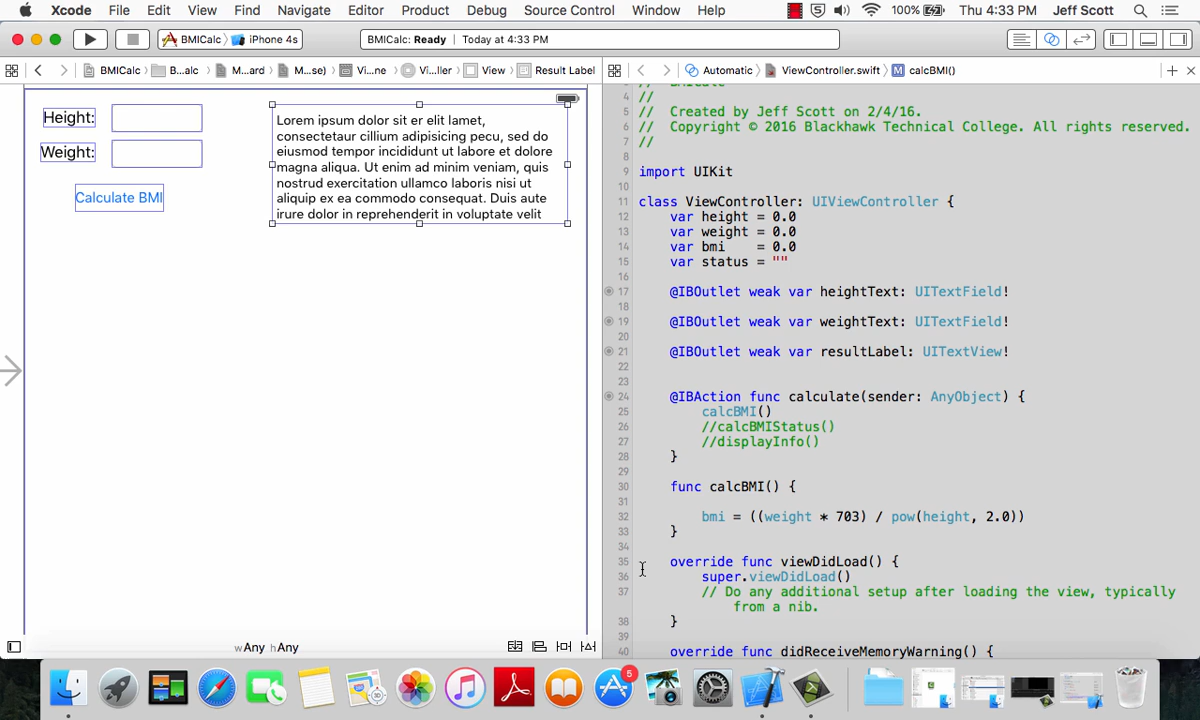 Xcode File Edit View Find Navigate Editor Product Debug Source Control Window Help 100% Thu 4:33 PM Jeff Scott
BMICalc iPhone 4s BMICalc: Ready | Today at 4:33 PM
BMICalc B...alc M...ard M...se) Vi...ne V...ller View Result Label Automatic ViewController.swift M calcBMI()
Height:
Weight:
Calculate BMI
Lorem ipsum dolor sit er elit lamet,
consectetaur cillium adipisicing pecu, sed do
eiusmod tempor incididunt ut labore et dolore
magna aliqua. Ut enim ad minim veniam, quis
nostrud exercitation ullamco laboris nisi ut
aliquip ex ea commodo consequat. Duis aute
irure dolor in reprehenderit in voluptate velit
4 //
5 // Created by Jeff Scott on 2/4/16.
6 // Copyright © 2016 Blackhawk Technical College. All rights reserved.
7 //
8
9 import UIKit
10
11 class ViewController: UIViewController {
12 var height = 0.0
13 var weight = 0.0
14 var bmi = 0.0
15 var status = ""
16
17 @IBOutlet weak var heightText: UITextField!
18
19 @IBOutlet weak var weightText: UITextField!
20
21 @IBOutlet weak var resultLabel: UITextView!
22
23
24 @IBAction func calculate(sender: AnyObject) {
25 calcBMI()
26 //calcBMIStatus()
27 //displayInfo()
28 }
29
30 func calcBMI() {
31
32 bmi = ((weight * 703) / pow(height, 2.0))
33 }
34
35 override func viewDidLoad() {
36 super.viewDidLoad()
37 // Do any additional setup after loading the view, typically
from a nib.
38 }
39
40 override func didReceiveMemoryWarning() {
wAny hAny
5